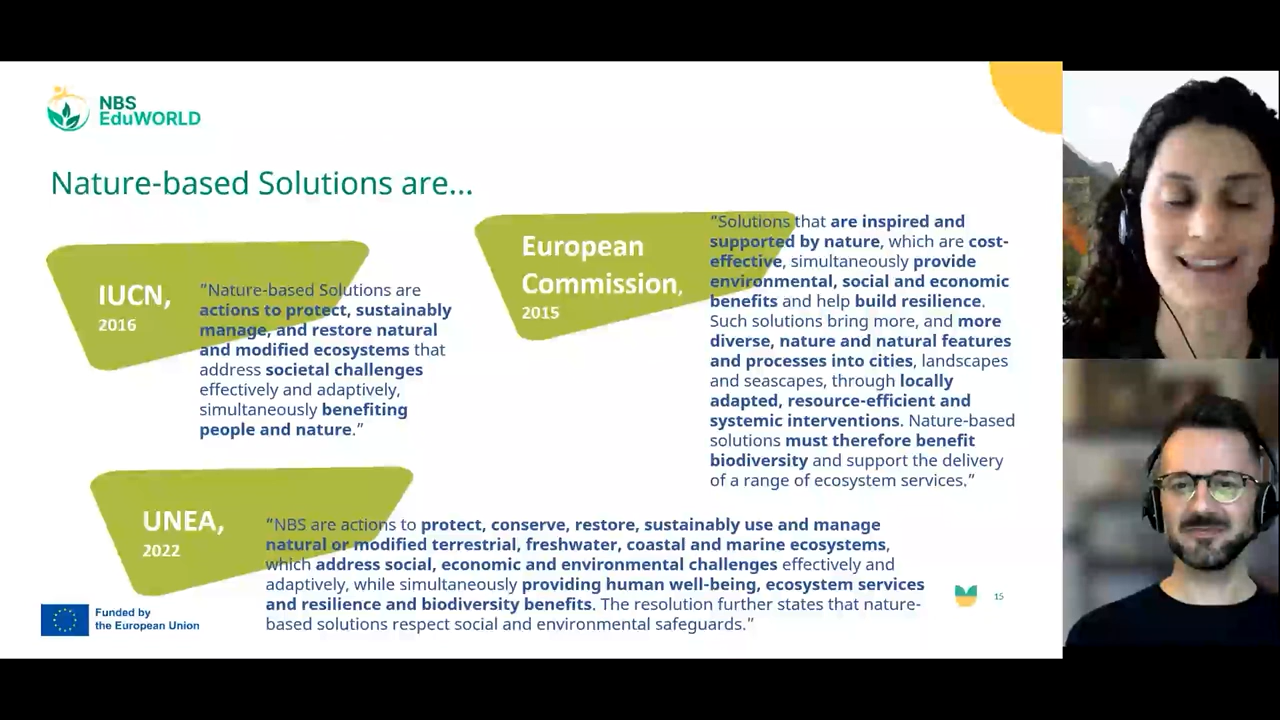 NBS
EduWORLD
Nature-based Solutions are...
IUCN,
2016
"Nature-based Solutions are
actions to protect, sustainably
manage, and restore natural
and modified ecosystems that
address societal challenges
effectively and adaptively,
simultaneously benefiting
people and nature."
European
Commission,
2015
"Solutions that are inspired and
supported by nature, which are cost-
effective, simultaneously provide
environmental, social and economic
benefits and help build resilience.
Such solutions bring more, and more
diverse, nature and natural features
and processes into cities, landscapes
and seascapes, through locally
adapted, resource-efficient and
systemic interventions. Nature-based
solutions must therefore benefit
biodiversity and support the delivery
of a range of ecosystem services."
UNEA,
2022
"NBS are actions to protect, conserve, restore, sustainably use and manage
natural or modified terrestrial, freshwater, coastal and marine ecosystems,
which address social, economic and environmental challenges effectively and
adaptively, while simultaneously providing human well-being, ecosystem services
and resilience and biodiversity benefits. The resolution further states that nature-
based solutions respect social and environmental safeguards."
Funded by
the European Union
15